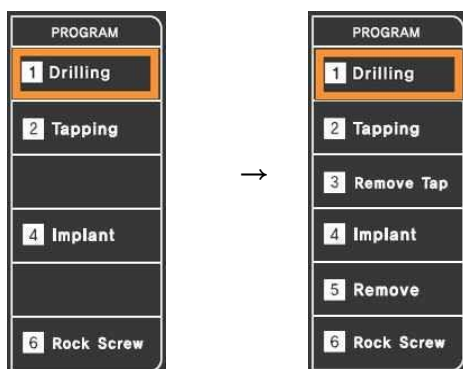 PROGRAM
1 Drilling
2 Tapping
4 Implant
6 Rock Screw
→
PROGRAM
1 Drilling
2 Tapping
3 Remove Tap
4 Implant
5 Remove
6 Rock Screw